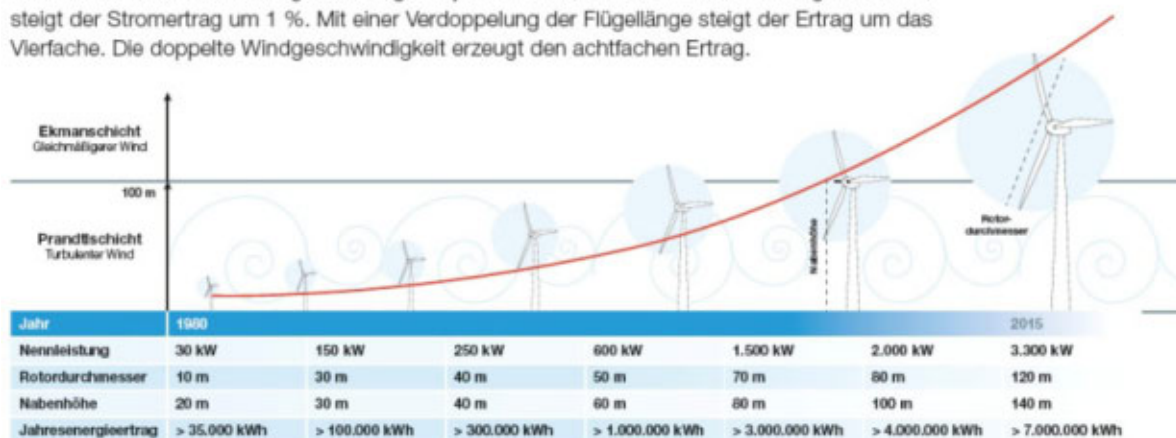 steigt der Stromertrag um 1 %. Mit einer Verdoppelung der Flügellänge steigt der Ertrag um das
Vierfache. Die doppelte Windgeschwindigkeit erzeugt den achtfachen Ertrag.
Ekmanschicht
Gleichmäßigerer Wind
100 m
Prandtlschicht
Turbulenter Wind
Nabenhöhe
Rotor-
durchmesser
Jahr 1980 2015
Nennleistung 30 kW 150 kW 250 kW 600 kW 1.500 kW 2.000 kW 3.300 kW
Rotordurchmesser 10 m 30 m 40 m 50 m 70 m 80 m 120 m
Nabenhöhe 20 m 30 m 40 m 60 m 80 m 100 m 140 m
Jahresenergieertrag > 35.000 kWh > 100.000 kWh > 300.000 kWh > 1.000.000 kWh > 3.000.000 kWh > 4.000.000 kWh > 7.000.000 kWh